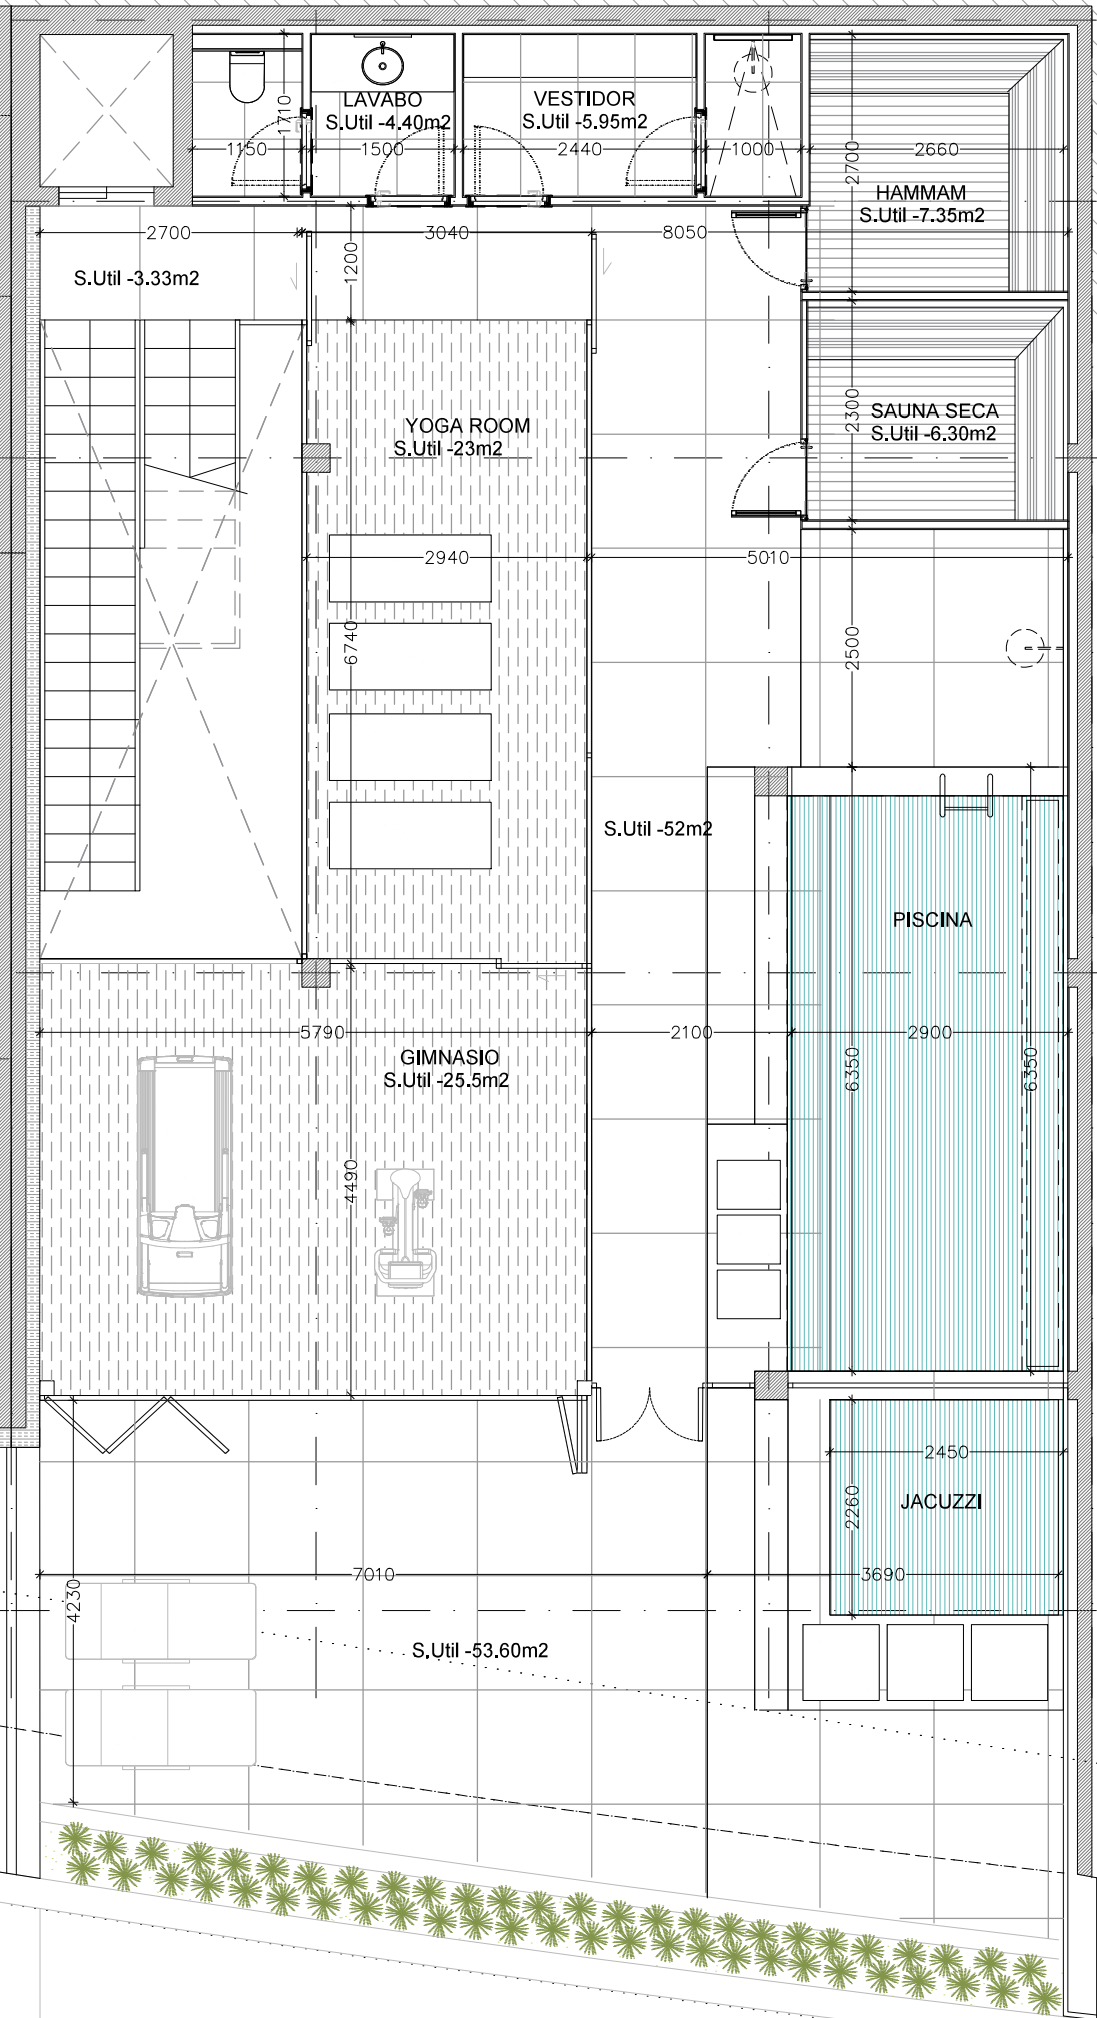 1710
LAVABO
S.Util -4.40m2
VESTIDOR
S.Util -5.95m2
1150
1500
2440
1000
2660
2700
HAMMAM
S.Util -7.35m2
2700
3040
8050
1200
S.Util -3.33m2
YOGA ROOM
S.Util -23m2
2300
SAUNA SECA
S.Util -6.30m2
2940
5010
6740
2500
S.Util -52m2
PISCINA
5790
2100
2900
GIMNASIO
S.Util -25.5m2
6350
6350
4490
2450
JACUZZI
2260
7010
3690
4230
S.Util -53.60m2